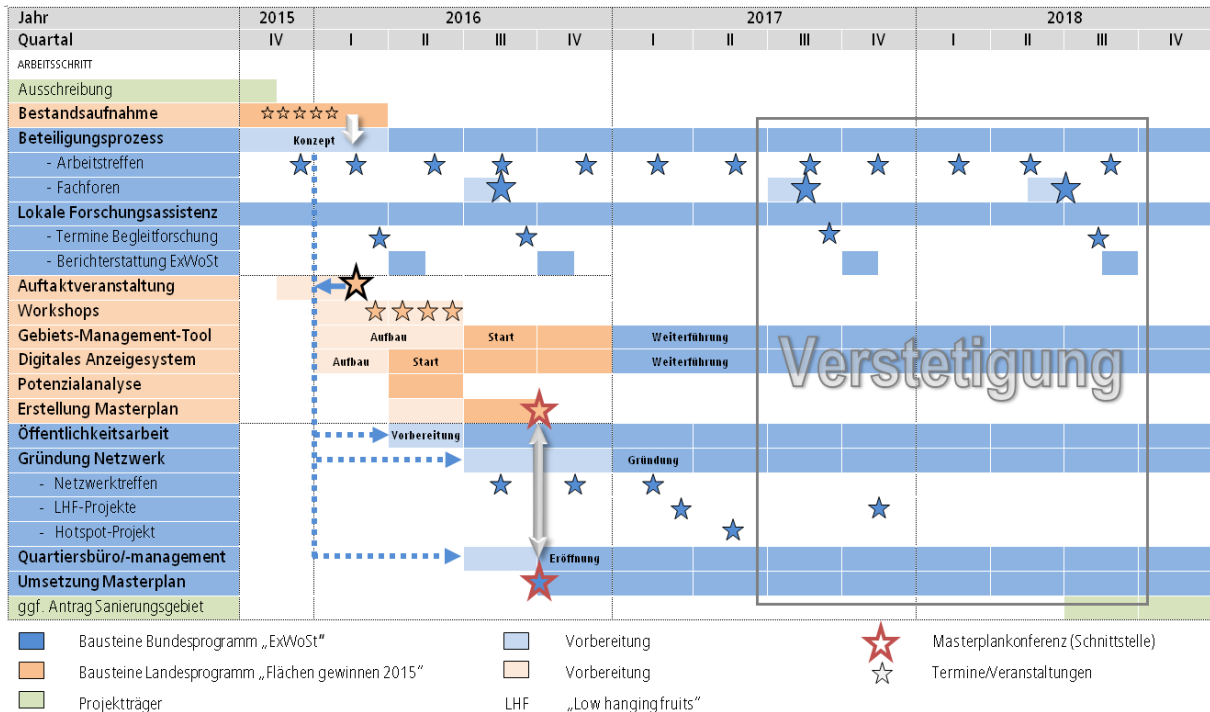 Jahr 2015 2016 2017 2018
Quartal IV I II III IV I II III IV I II III IV
ARBEITSSCHRITT
Ausschreibung
Bestandsaufnahme
Beteiligungsprozess Konzept
- Arbeitstreffen
- Fachforen
Lokale Forschungsassistenz
- Termine Begleitforschung
- Berichterstattung ExWoSt
Auftaktveranstaltung
Workshops
Gebiets-Management-Tool Aufbau Start Weiterführung
Digitales Anzeigesystem Aufbau Start Weiterführung
Verstetigung
Potenzialanalyse
Erstellung Masterplan
Öffentlichkeitsarbeit Vorbereitung
Gründung Netzwerk Gründung
- Netzwerktreffen
- LHF-Projekte
- Hotspot-Projekt
Quartiersbüro/-management Eröffnung
Umsetzung Masterplan
ggf. Antrag Sanierungsgebiet
Bausteine Bundesprogramm „ExWoSt" Vorbereitung Masterplankonferenz (Schnittstelle)
Bausteine Landesprogramm „Flächen gewinnen 2015" Vorbereitung Termine/Veranstaltungen
Projektträger LHF „Low hanging fruits"